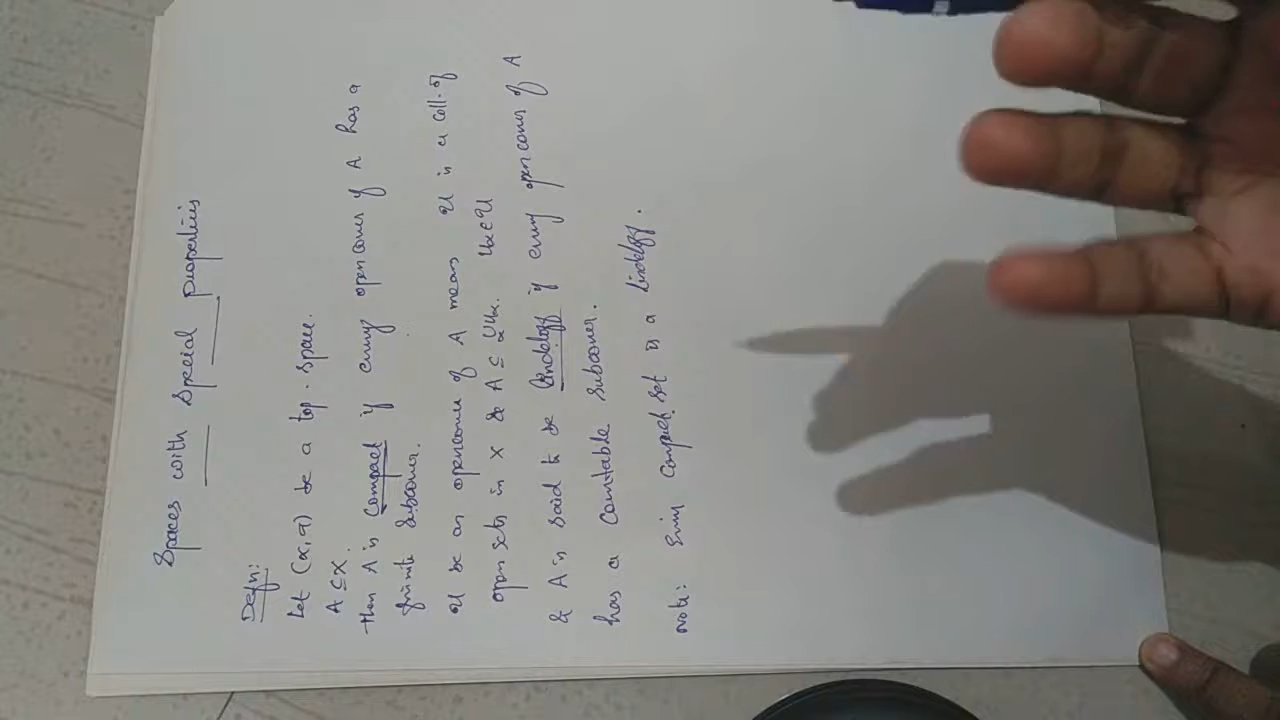 Spaces with special properties
Defn:
Let (X, τ) be a top. space.
A ⊆ X.
then A is compact if every open cover of A has a
finite subcover.
U be an open cover of A means U is a coll. of
open sets in X & A ⊆ ∪Uα. Uα∈U
& A is said to be Lindeloff if every open cover of A
has a countable subcover.
Note: Every compact set is a Lindeloff.